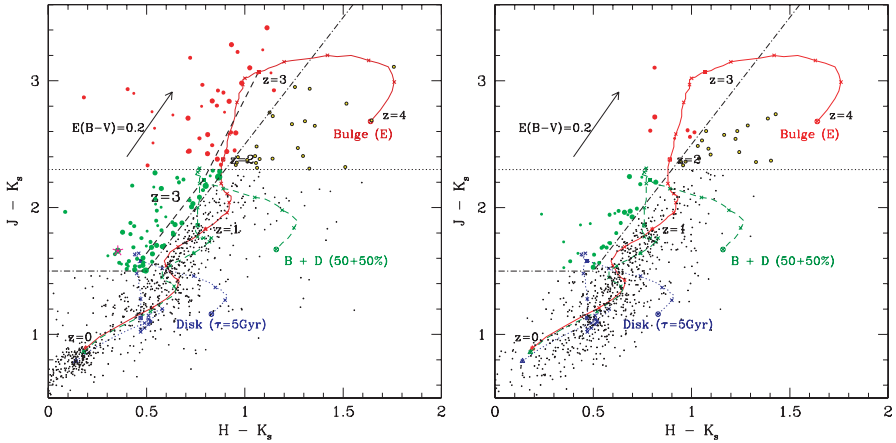 3
2
1
0
0.5
1
1.5
2
J – Kₛ
H – Kₛ
E(B−V)=0.2
z=3
z=4
Bulge (E)
z=2
z=3
z=1
B + D (50+50%)
z=0
Disk (τ=5Gyr)
3
2
1
0
0.5
1
1.5
2
J – Kₛ
H – Kₛ
E(B−V)=0.2
z=3
z=4
Bulge (E)
z=2
z=3
z=1
B + D (50+50%)
z=0
Disk (τ=5Gyr)